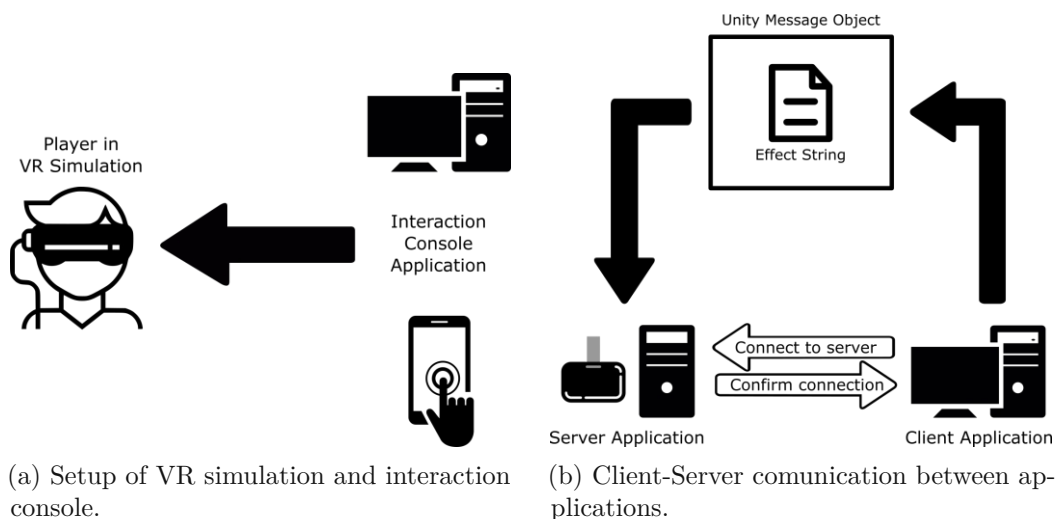 Player in
VR Simulation
Interaction
Console
Application
(a) Setup of VR simulation and interaction
console.
Unity Message Object
Effect String
Connect to server
Confirm connection
Server Application
Client Application
(b) Client-Server comunication between ap-
plications.